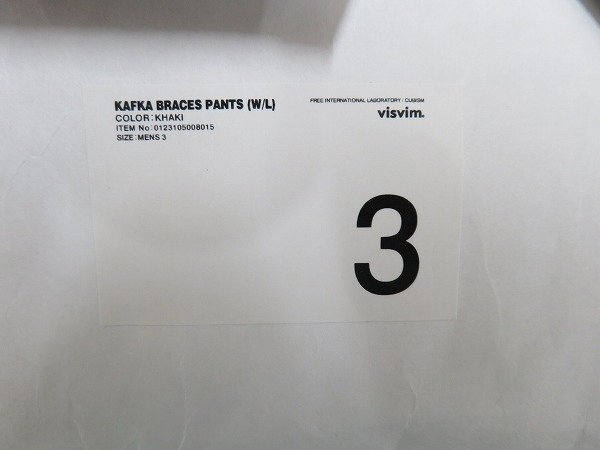 KAFKA BRACES PANTS (W/L)
COLOR:KHAKI
ITEM No:0123105008015
SIZE:MENS 3
FREE INTERNATIONAL LABORATORY / CUBISM
visvim.
3